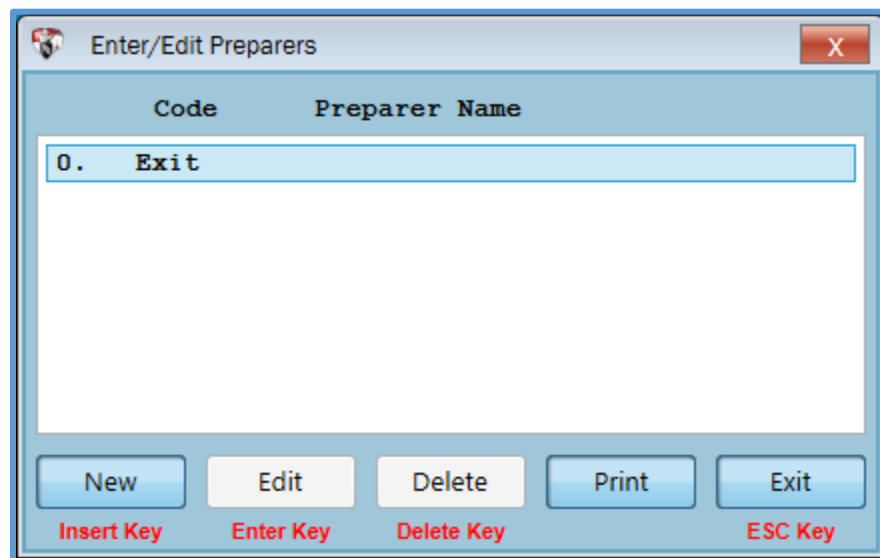 Enter/Edit Preparers
X
Code Preparer Name
0. Exit
New Edit Delete Print Exit
Insert Key Enter Key Delete Key ESC Key